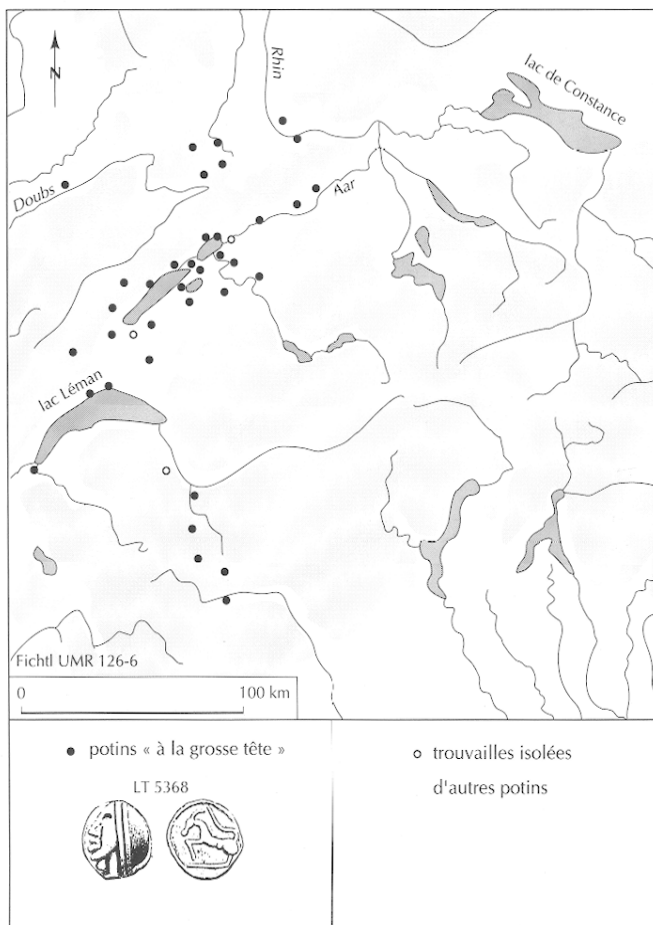 N
Rhin
lac de Constance
Doubs
Aar
lac Léman
Fichtl UMR 126-6
0 100 km
potins « à la grosse tête »
LT 5368
trouvailles isolées
d'autres potins